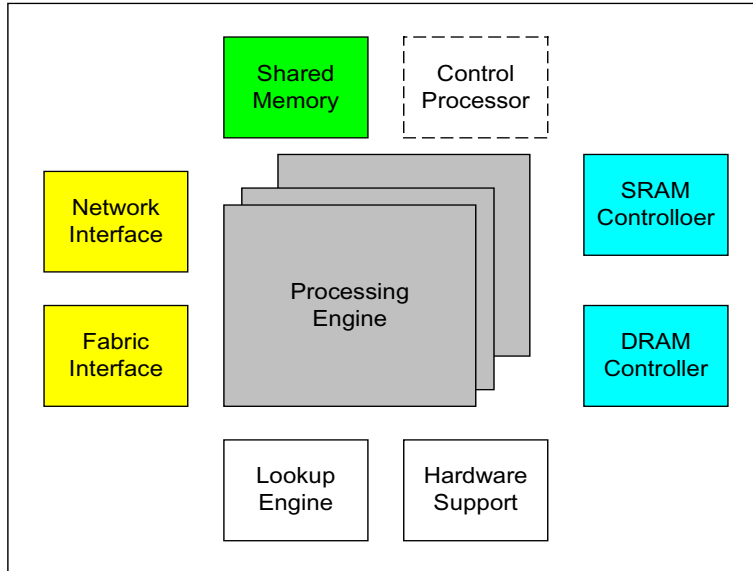 Shared
Memory
Control
Processor
Network
Interface
SRAM
Controlloer
Processing
Engine
Fabric
Interface
DRAM
Controller
Lookup
Engine
Hardware
Support